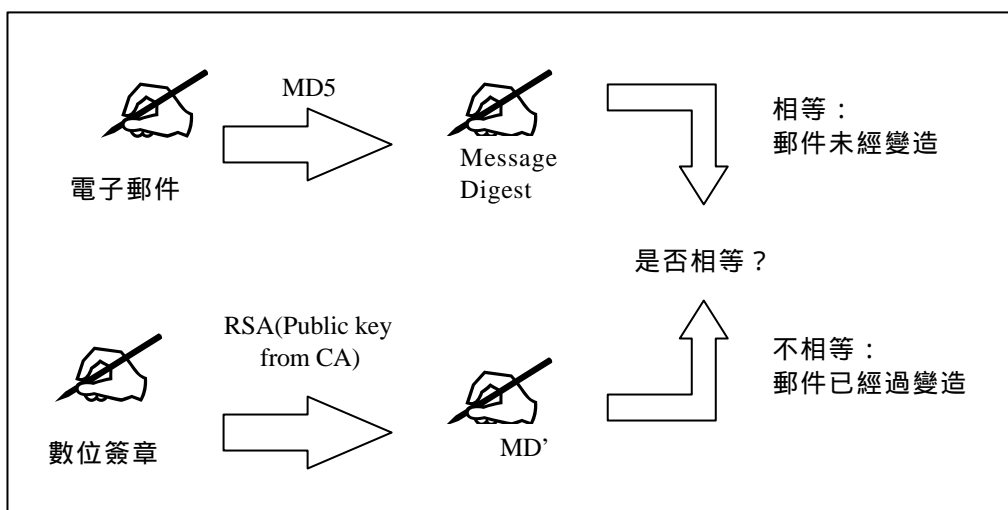 MD5
電子郵件
Message
Digest
相等：
郵件未經變造
是否相等？
RSA(Public key
from CA)
數位簽章
MD’
不相等：
郵件已經過變造